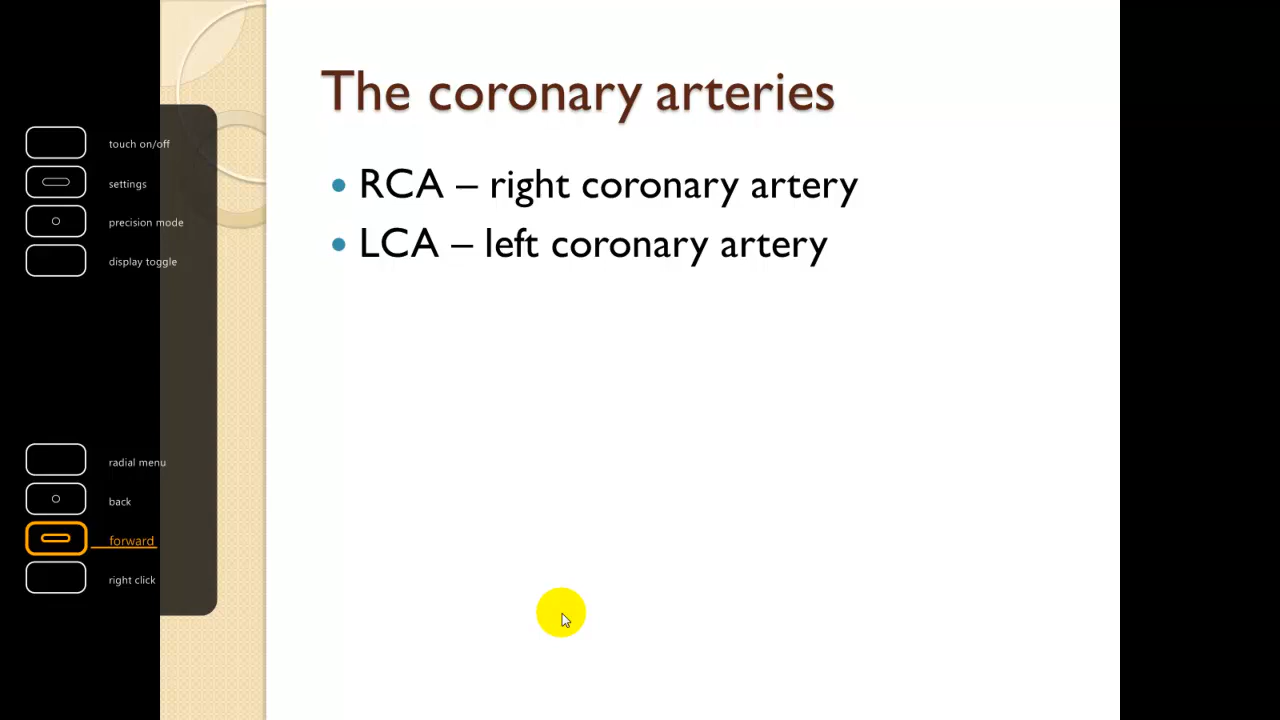 The coronary arteries
RCA – right coronary artery
LCA – left coronary artery
touch on/off
settings
precision mode
display toggle
radial menu
back
forward
right click